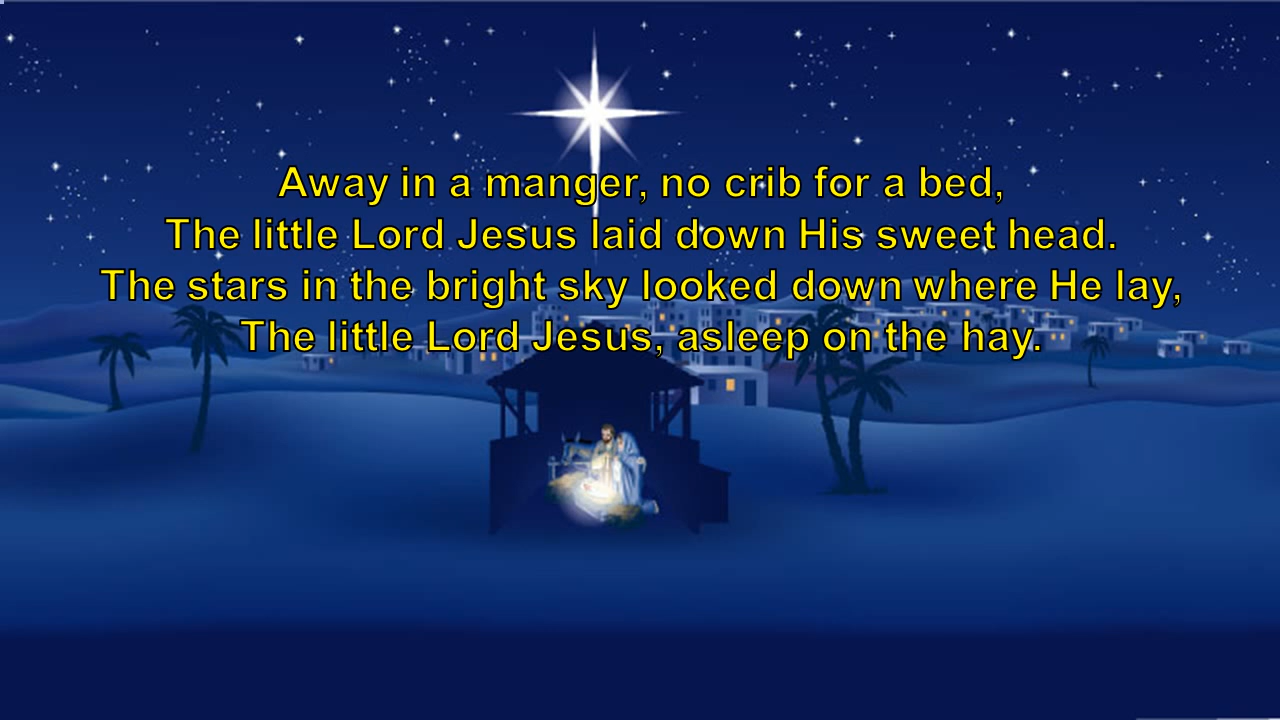 Away in a manger, no crib for a bed,
The little Lord Jesus laid down His sweet head.
The stars in the bright sky looked down where He lay,
The little Lord Jesus, asleep on the hay.